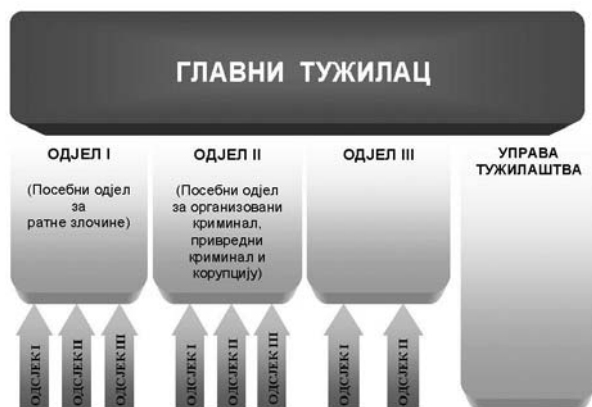 ГЛАВНИ ТУЖИЛАЦ
ОДЈЕЛ I
(Посебни одјел
за
ратне злочине)
ОДЈЕЛ II
(Посебни одјел
за организовани
криминал,
привредни
криминал и
корупцију)
ОДЈЕЛ III
УПРАВА
ТУЖИЛАШТВА
ОДСЈЕК I
ОДСЈЕК II
ОДСЈЕК III
ОДСЈЕК I
ОДСЈЕК II
ОДСЈЕК III
ОДСЈЕК I
ОДСЈЕК II